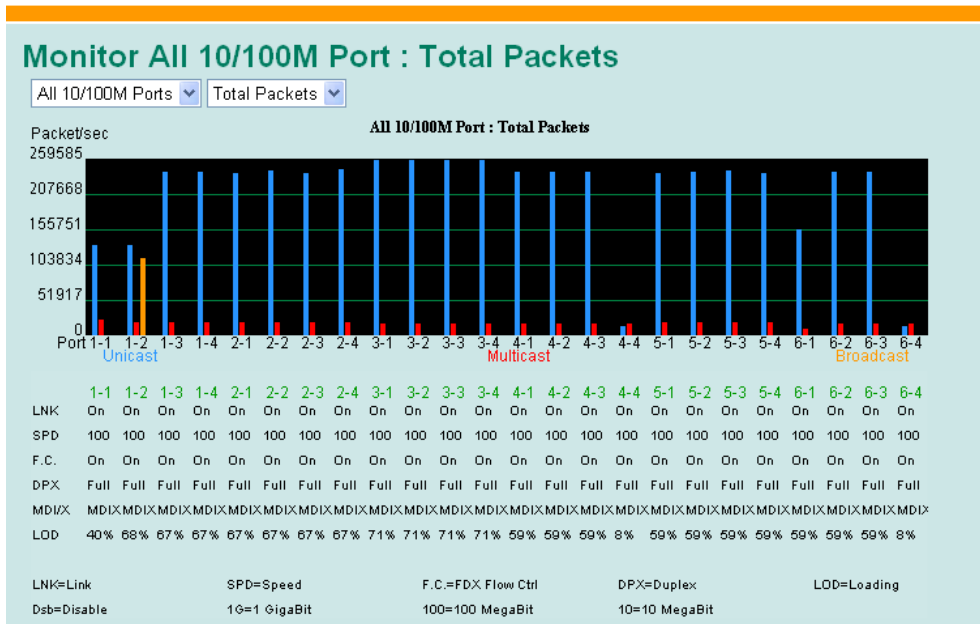 Monitor All 10/100M Port : Total Packets
All 10/100M Ports Total Packets
All 10/100M Port : Total Packets
Packet/sec
259585
207668
155751
103834
51917
0
Port 1-1 1-2 1-3 1-4 2-1 2-2 2-3 2-4 3-1 3-2 3-3 3-4 4-1 4-2 4-3 4-4 5-1 5-2 5-3 5-4 6-1 6-2 6-3 6-4
Unicast Multicast Broadcast
1-1 1-2 1-3 1-4 2-1 2-2 2-3 2-4 3-1 3-2 3-3 3-4 4-1 4-2 4-3 4-4 5-1 5-2 5-3 5-4 6-1 6-2 6-3 6-4
LNK On On On On On On On On On On On On On On On On On On On On On On On On
SPD 100 100 100 100 100 100 100 100 100 100 100 100 100 100 100 100 100 100 100 100 100 100 100 100
F.C. On On On On On On On On On On On On On On On On On On On On On On On On
DPX Full Full Full Full Full Full Full Full Full Full Full Full Full Full Full Full Full Full Full Full Full Full Full Full
MDI/X MDIX MDIX MDIX MDIX MDIX MDIX MDIX MDIX MDIX MDIX MDIX MDIX MDIX MDIX MDIX MDIX MDIX MDIX MDIX MDIX MDIX MDIX MDIX MDIX
LOD 40% 68% 67% 67% 67% 67% 67% 67% 71% 71% 71% 71% 59% 59% 59% 8% 59% 59% 59% 59% 59% 59% 59% 8%
LNK=Link SPD=Speed F.C.=FDX Flow Ctrl DPX=Duplex LOD=Loading
Dsb=Disable 1G=1 GigaBit 100=100 MegaBit 10=10 MegaBit